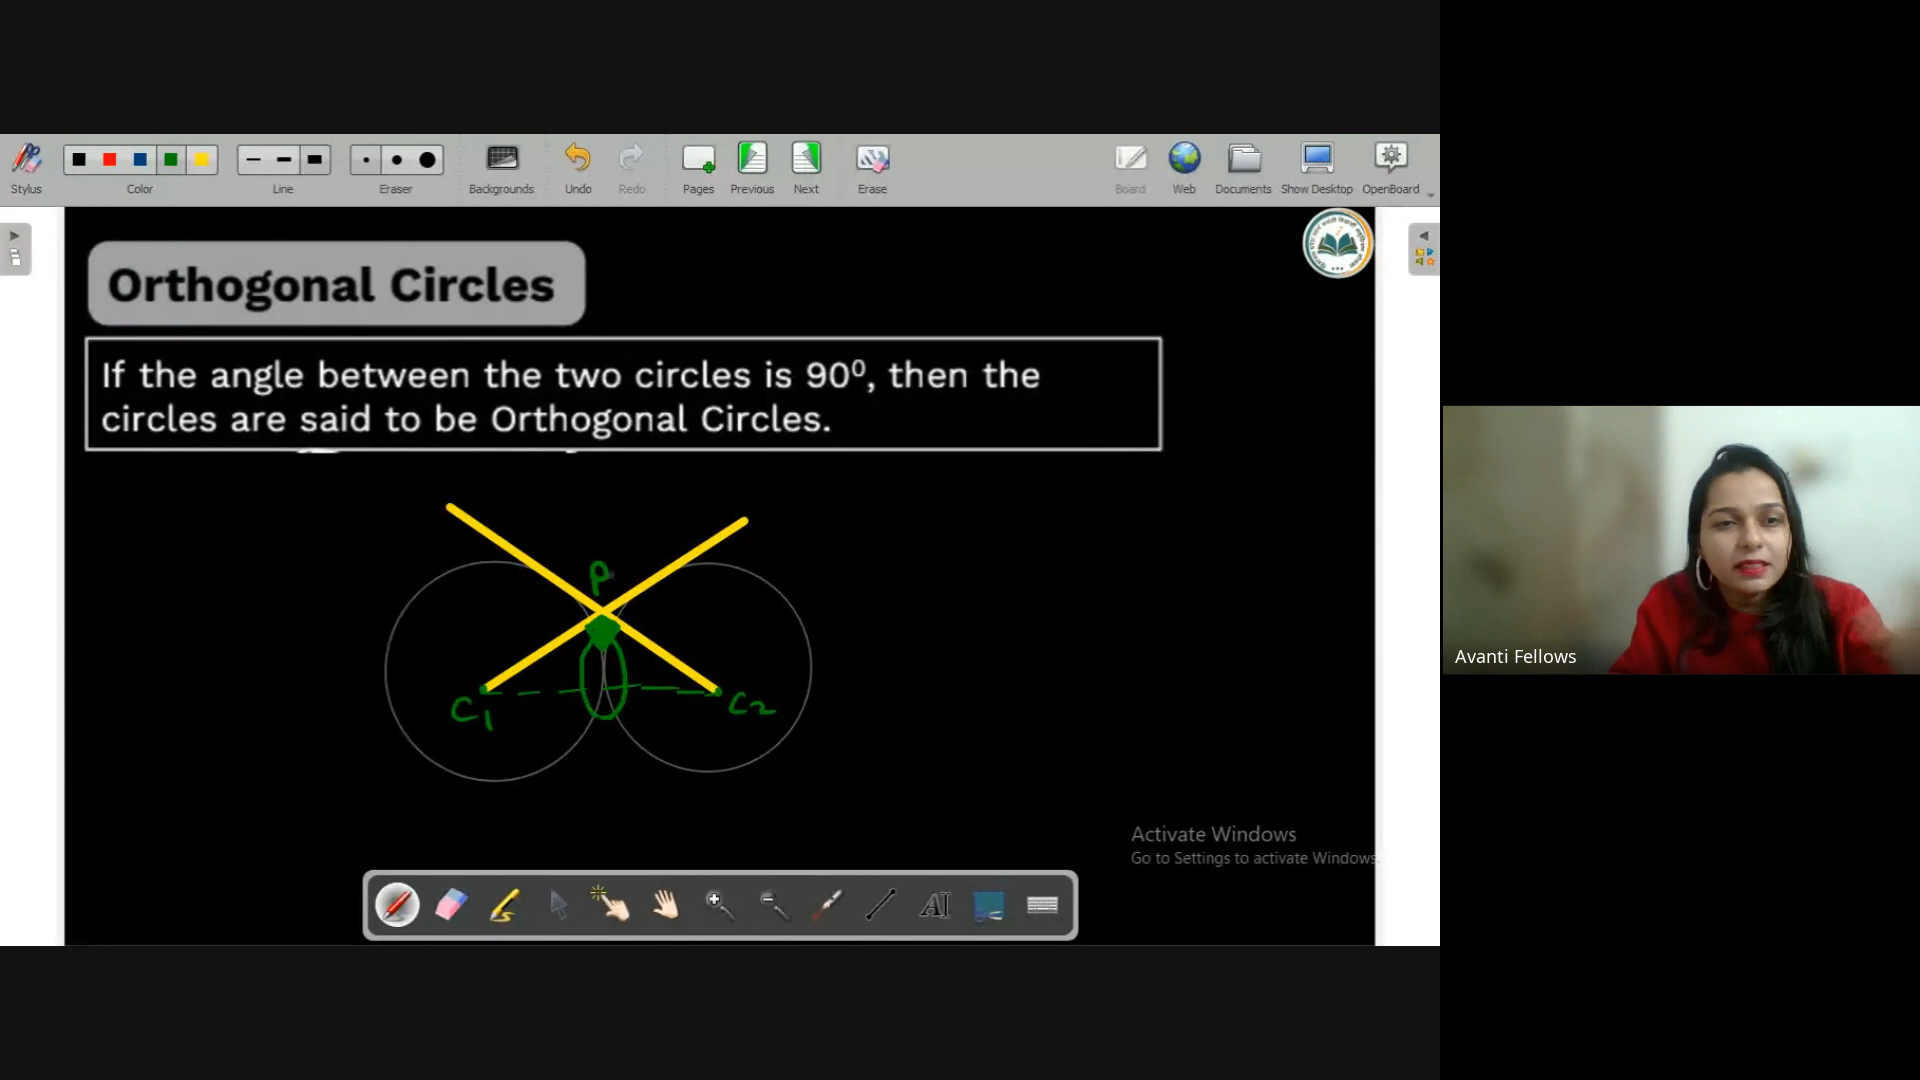 Stylus
Color
Line
Eraser
Backgrounds
Undo
Redo
Pages
Previous
Next
Erase
Board
Web
Documents
Show Desktop
OpenBoard
Orthogonal Circles
If the angle between the two circles is 90⁰, then the
circles are said to be Orthogonal Circles.
P
C1
C2
Avanti Fellows
Activate Windows
Go to Settings to activate Windows.
AI